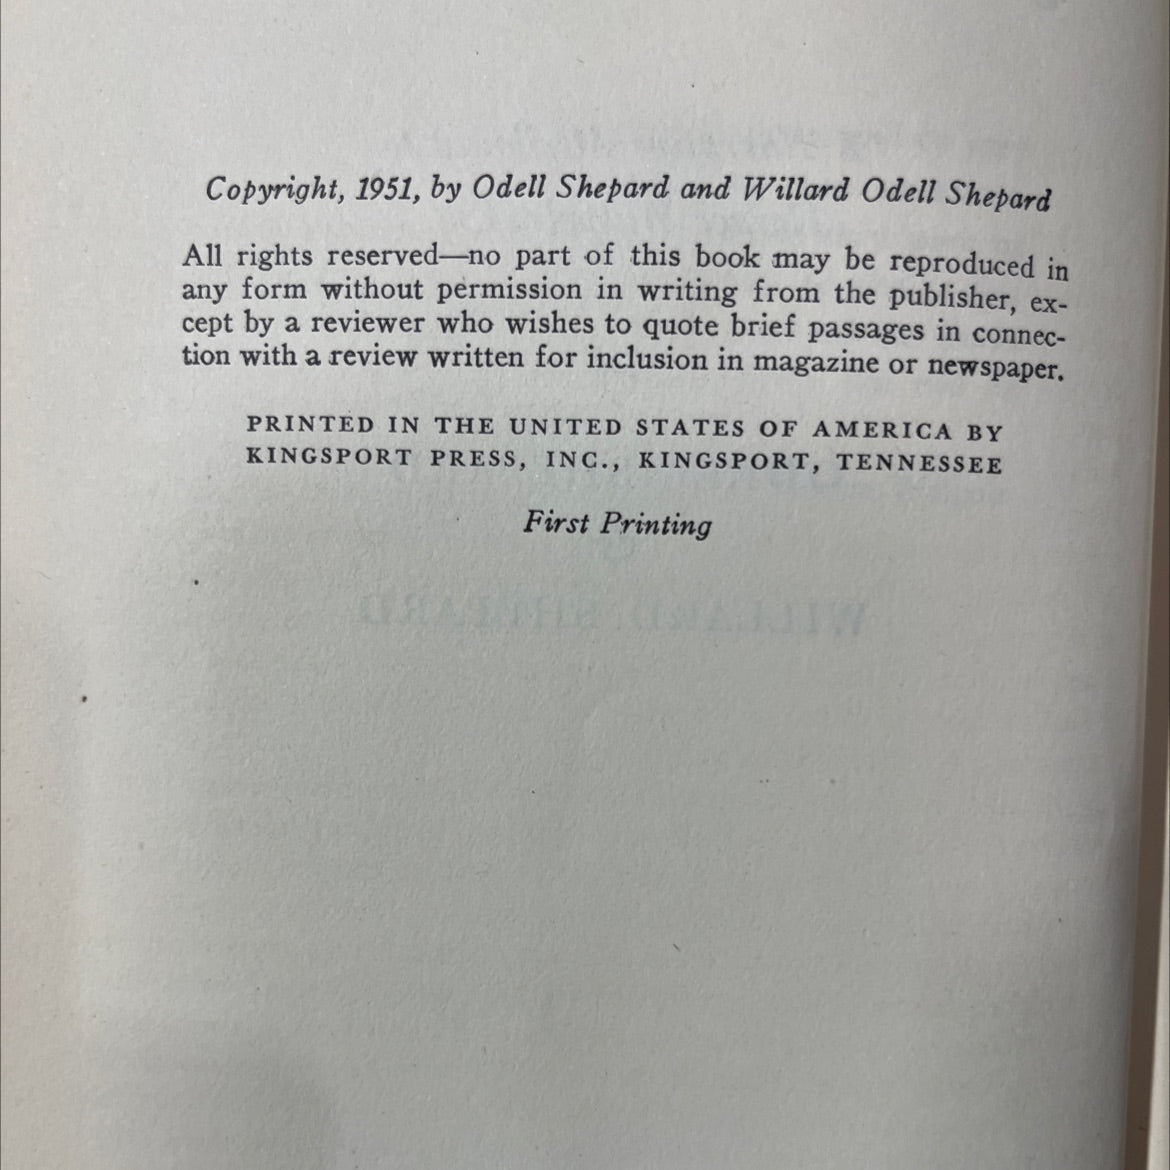 Copyright, 1951, by Odell Shepard and Willard Odell Shepard
All rights reserved—no part of this book may be reproduced in
any form without permission in writing from the publisher, ex-
cept by a reviewer who wishes to quote brief passages in connec-
tion with a review written for inclusion in magazine or newspaper.
PRINTED IN THE UNITED STATES OF AMERICA BY
KINGSPORT PRESS, INC., KINGSPORT, TENNESSEE
First Printing